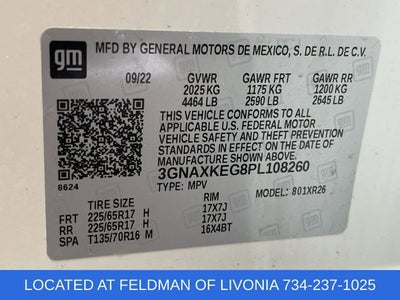 gm
MFD BY GENERAL MOTORS DE MEXICO, S. DE R.L. DE C.V.
09/22 GVWR GAWR FRT GAWR RR
2025 KG 1175 KG 1200 KG
4464 LB 2590 LB 2645 LB
THIS VEHICLE CONFORMS TO ALL
APPLICABLE U.S. FEDERAL MOTOR
VEHICLE SAFETY STANDARDS IN
EFFECT ON THE DATE OF
MANUFACTURE SHOWN ABOVE.
3GNAXKEG8PL108260
8624 TYPE: MPV MODEL: 801XR26
TIRE SIZE RIM
FRT 225/65R17 H 17X7J
RR 225/65R17 H 17X7J
SPA T135/70R16 M 16X4BT
LOCATED AT FELDMAN OF LIVONIA 734-237-1025